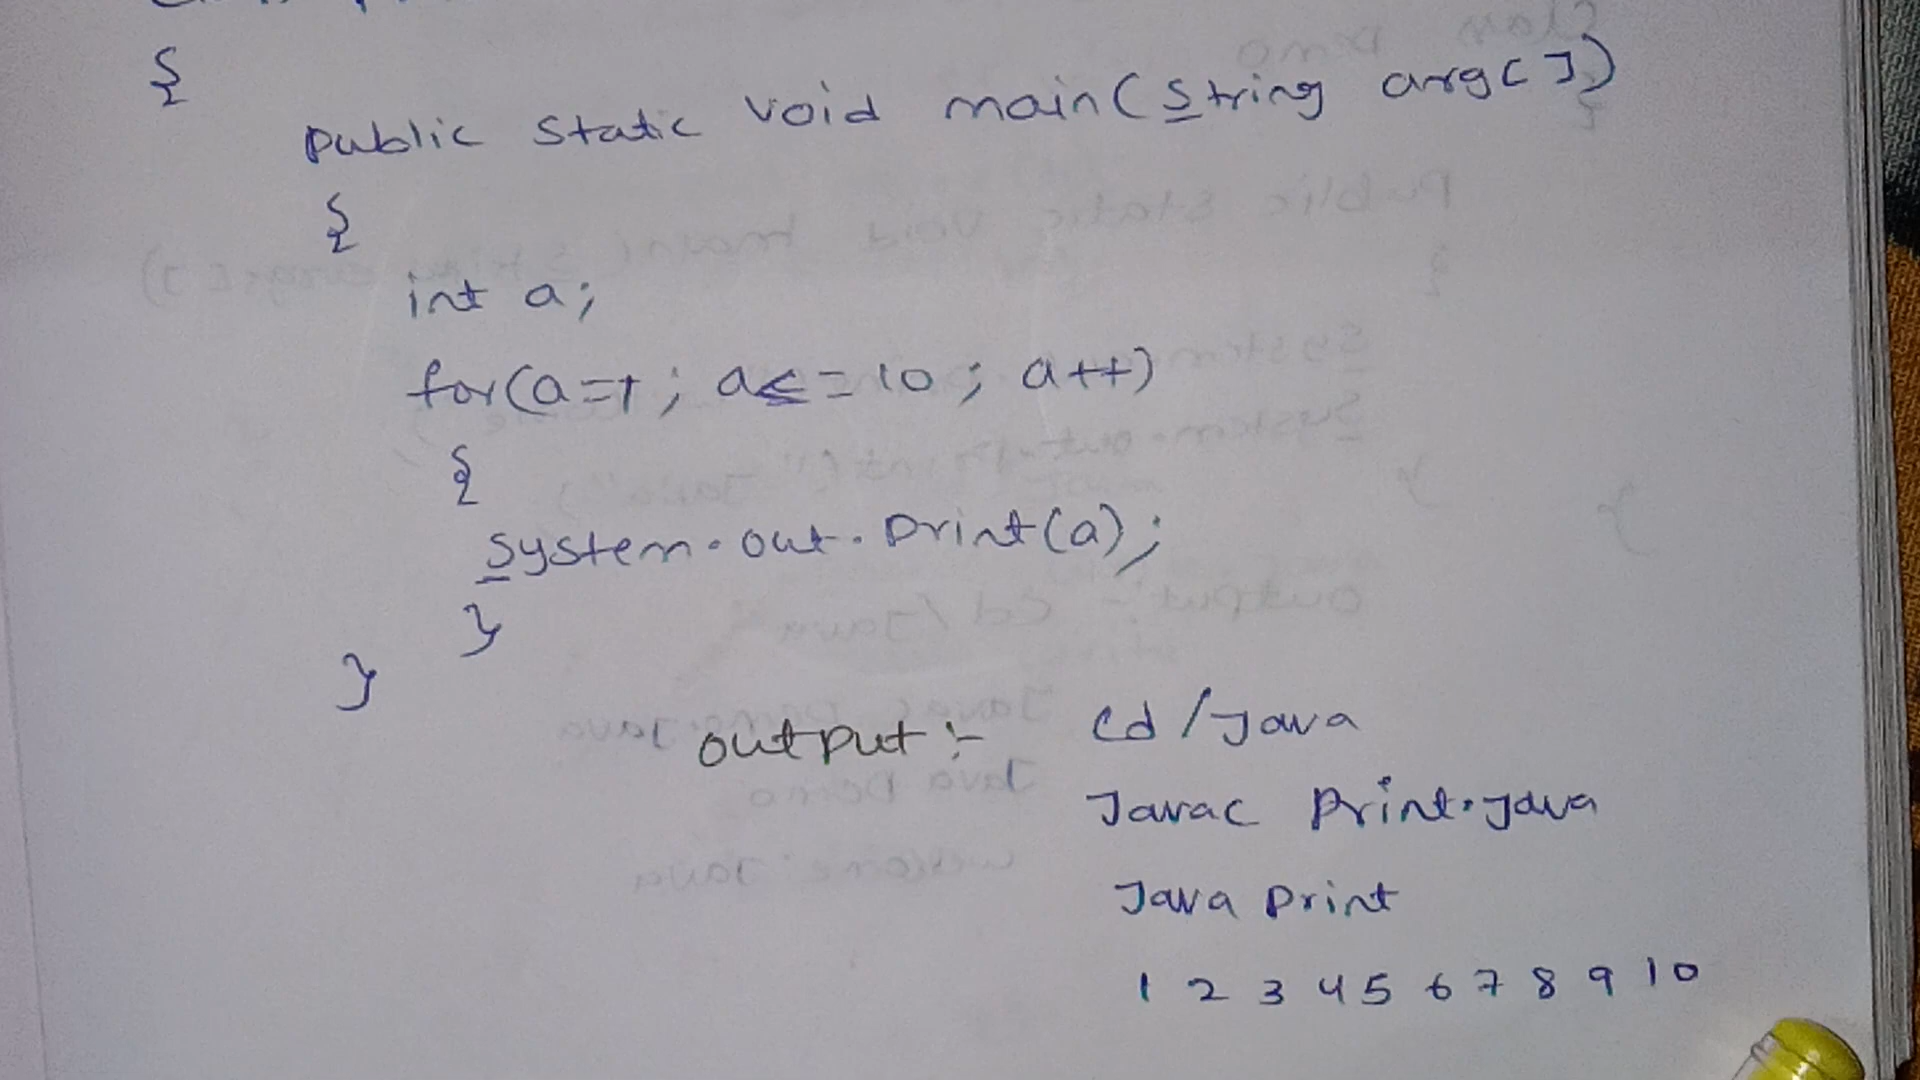 {
public static void main(String arg[])
{
int a;
for(a=1; a<=10; a++)
{
System.out.print(a);
}
}
output:- cd /java
Javac Print.java
Java print
1 2 3 4 5 6 7 8 9 10